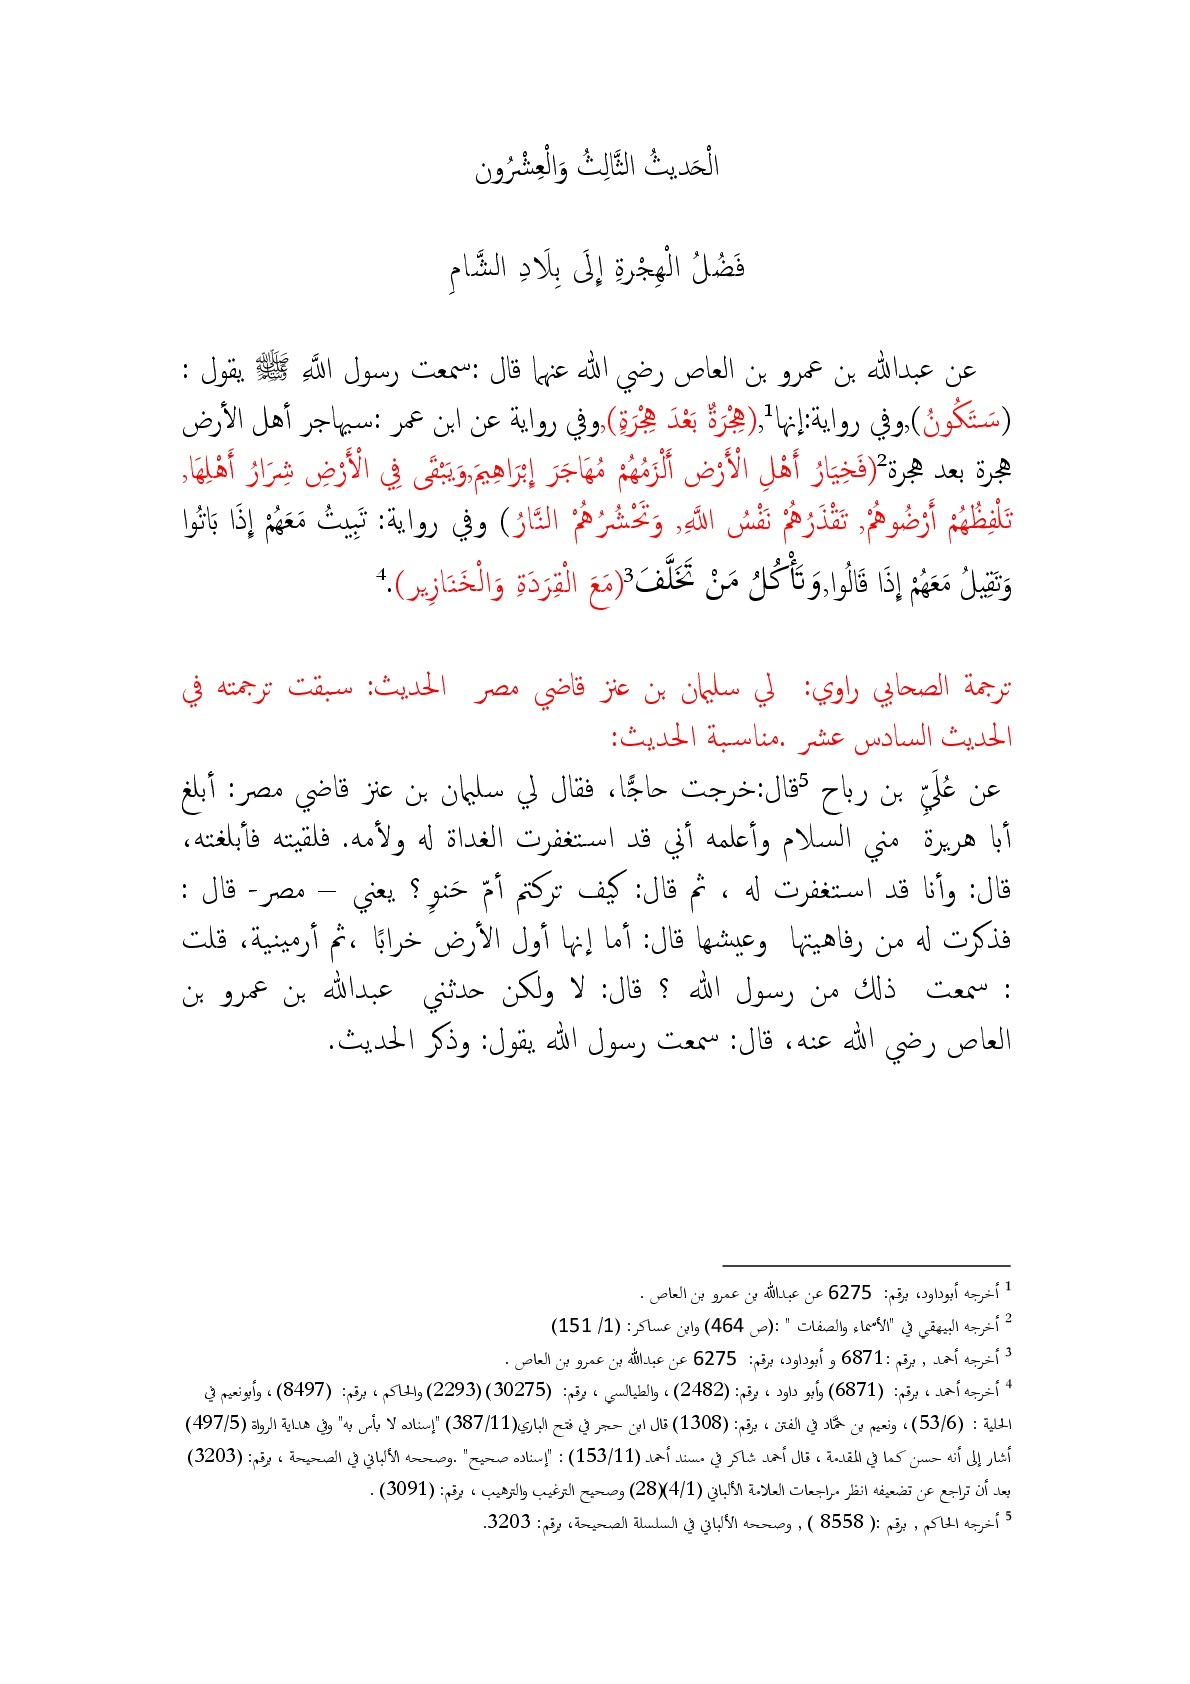 الْحَديثُ الثَّالِثُ وَالْعِشْرُون
فَضُلُ الْهِجْرةِ إِلَى بِلَادِ الشَّامِ
عن عبدالله بن عمرو بن العاص رضي الله عنهما قال :سمعت رسول اللَّهِ ﷺ يقول :
(سَتَكُونُ),وفي رواية:إنها1,(هِجْرَةٌ بَعْدَ هِجْرَةٍ),وفي رواية عن ابن عمر :سيهاجر أهل الأرض
هجرة بعد هجرة2(فَخِيَارُ أَهْلِ الْأَرْض أَلْزَمُهُمْ مُهَاجَرَ إِبْرَاهِيمَ,وَيَبْقَى فِي الْأَرْضِ شِرَارُ أَهْلِهَا,
تَلْفِظُهُمْ أَرْضُوهُمْ, تَقْذَرُهُمْ نَفْسُ اللَّهِ, وَتَحْشُرُهُمْ النَّارُ) وفي رواية: تَبِيتُ مَعَهُمْ إِذَا بَاتُوا
وَتَقِيلُ مَعَهُمْ إِذَا قَالُوا,وَتَأْكُلُ مَنْ تَخَلَّفَ3(مَعَ الْقِرَدَةِ وَالْخَنَازِير).4
ترجمة الصحابي راوي: لي سليمان بن عنز قاضي مصر الحديث: سبقت ترجمته في
الحديث السادس عشر .مناسبة الحديث:
عن عُلَيِّ بن رباح 5قال:خرجت حاجًّا، فقال لي سليمان بن عنز قاضي مصر: أبلغ
أبا هريرة مني السلام وأعلمه أني قد استغفرت الغداة له ولأمه. فلقيته فأبلغته،
قال: وأنا قد استغفرت له ، ثم قال: كيف تركتم أمّ حَنوٍ؟ يعني – مصر- قال :
فذكرت له من رفاهيتها وعيشها قال: أما إنها أول الأرض خرابًا ،ثم أرمينية، قلت
: سمعت ذلك من رسول الله ؟ قال: لا ولكن حدثني عبدالله بن عمرو بن
العاص رضي الله عنه، قال: سمعت رسول الله يقول: وذكر الحديث.
1 أخرجه أبوداود، برقم: 6275 عن عبدالله بن عمرو بن العاص .
2 أخرجه البيهقي في "الأسماء والصفات " :(ص 464) وابن عساكر: (1/ 151)
3 أخرجه أحمد , برقم :6871 و أبوداود، برقم: 6275 عن عبدالله بن عمرو بن العاص .
4 أخرجه أحمد ، برقم: (6871) وأبو داود ، برقم: (2482) ، والطيالسي ، برقم: (30275) (2293) والحاكم ، برقم: (8497) ، وأبونعيم في
الحلية : (53/6) ، ونعيم بن حمَّاد في الفتن ، برقم: (1308) قال ابن حجر في فتح الباري(387/11) "إسناده لا بأس به" وفي هداية الرواة (497/5)
أشار إلى أنه حسن كما في المقدمة ، قال أحمد شاكر في مسند أحمد (153/11) : "إسناده صحيح" .وصححه الألباني في الصحيحة ، برقم: (3203)
بعد أن تراجع عن تضعيفه انظر مراجعات العلامة الألباني (4/1)(28) وصحيح الترغيب والترهيب ، برقم: (3091) .
5 أخرجه الحاكم , برقم :( 8558 ) , وصححه الألباني في السلسلة الصحيحة، برقم: 3203.